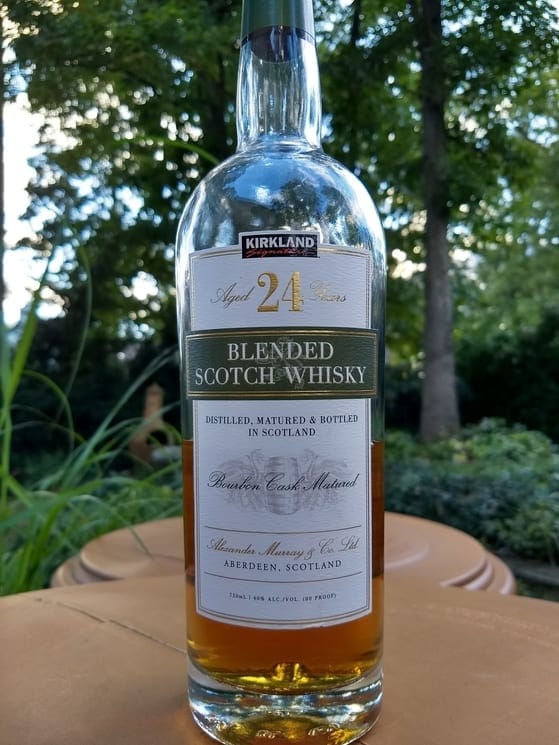 KIRKLAND
Signature
Aged 24 Years
BLENDED
SCOTCH WHISKY
DISTILLED, MATURED & BOTTLED
IN SCOTLAND
Bourbon Cask Matured
Alexander Murray & Co. Ltd
ABERDEEN, SCOTLAND
750mL | 40% ALC./VOL. (80 PROOF)